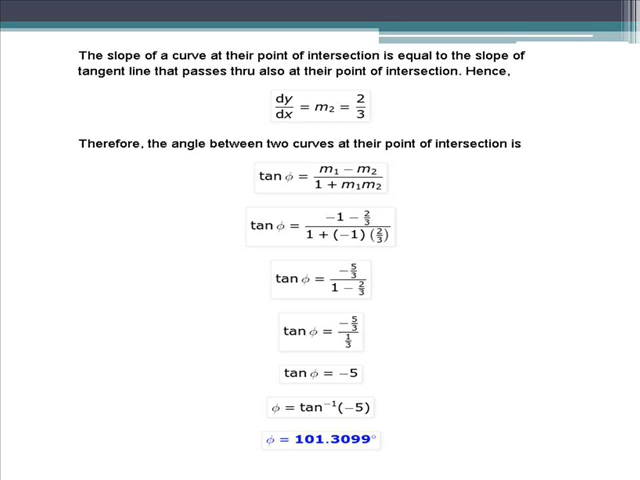 The slope of a curve at their point of intersection is equal to the slope of
tangent line that passes thru also at their point of intersection. Hence,
dy/dx = m₂ = 2/3
Therefore, the angle between two curves at their point of intersection is
tan ϕ = (m₁ − m₂)/(1 + m₁m₂)
tan ϕ = (−1 − 2/3)/(1 + (−1)(2/3))
tan ϕ = (−5/3)/(1 − 2/3)
tan ϕ = (−5/3)/(1/3)
tan ϕ = −5
ϕ = tan⁻¹(−5)
ϕ = 101.3099°